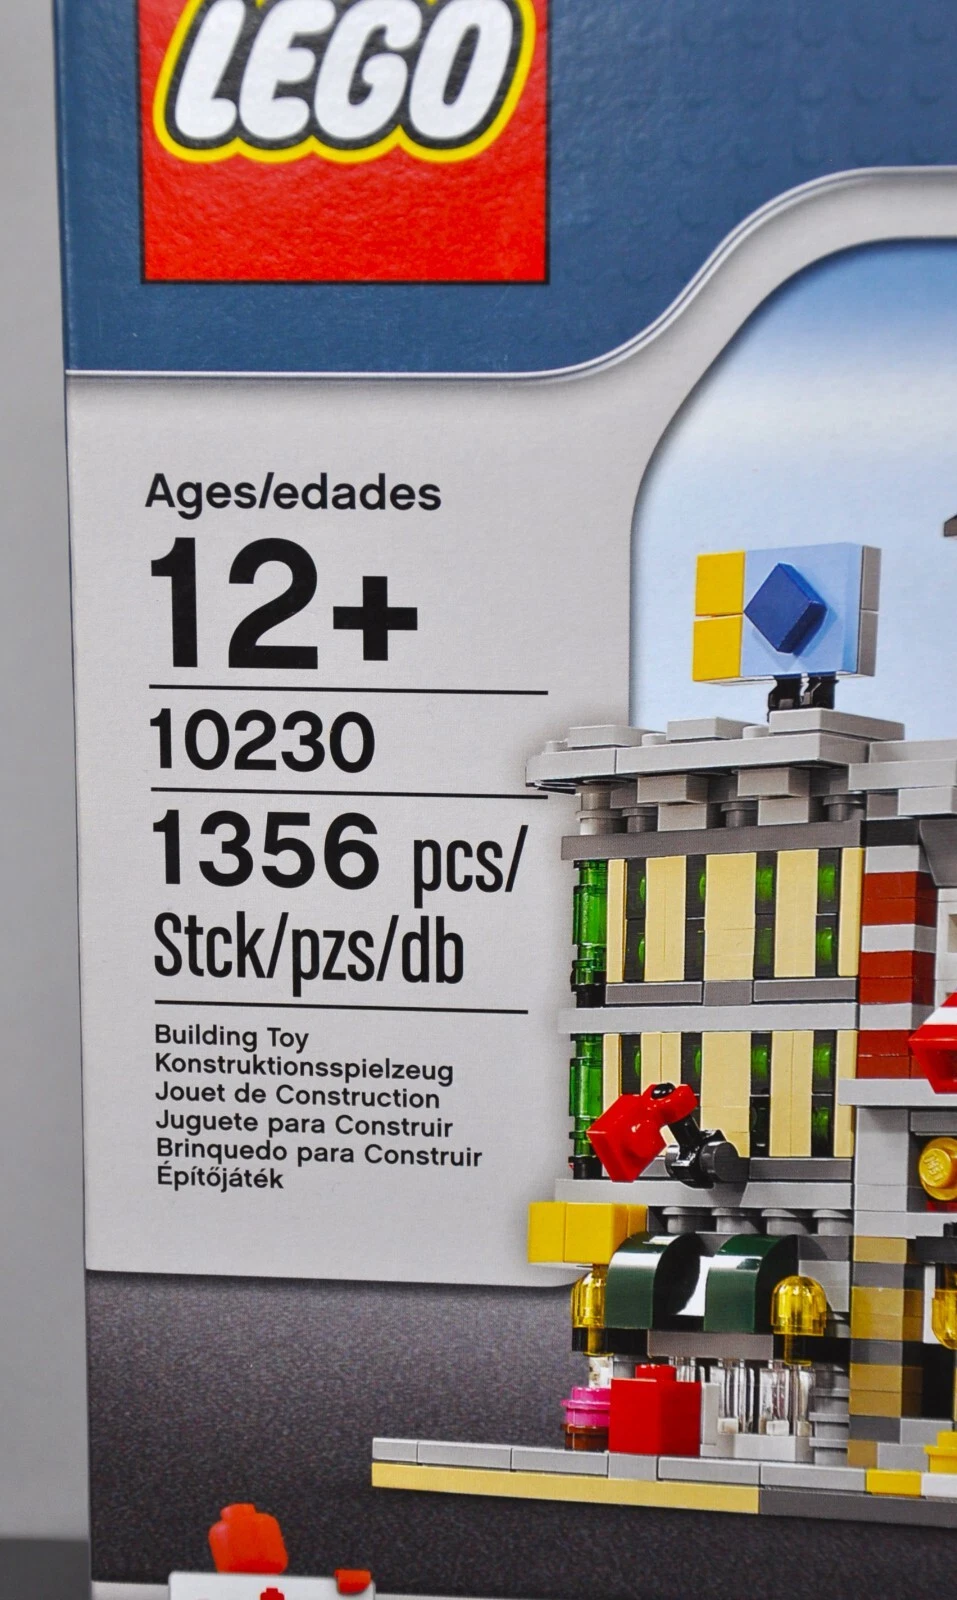 LEGO
Ages/edades
12+
10230
1356 pcs/
Stck/pzs/db
Building Toy
Konstruktionsspielzeug
Jouet de Construction
Juguete para Construir
Brinquedo para Construir
Építőjáték